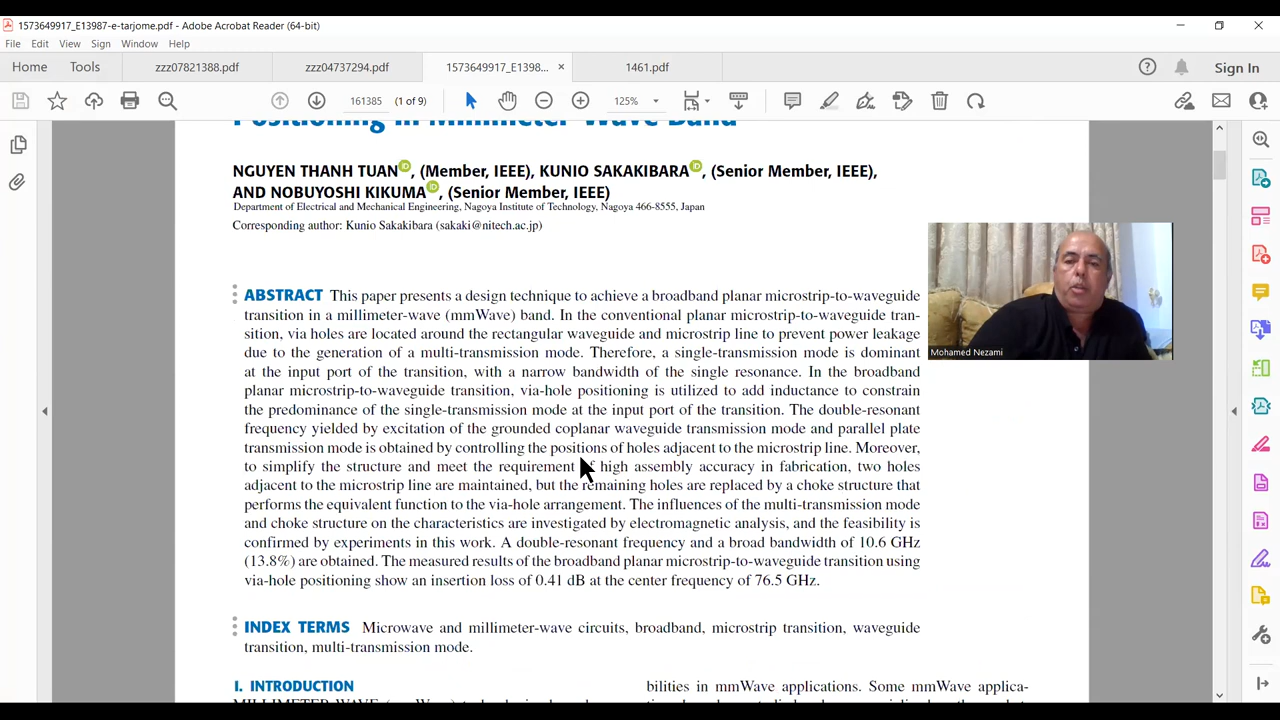 1573649917_E13987-e-tarjome.pdf - Adobe Acrobat Reader (64-bit)
File Edit View Sign Window Help
Home Tools zzz07821388.pdf zzz04737294.pdf 1573649917_E1398... × 1461.pdf Sign In
161385 (1 of 9) 125%
Positioning in Millimeter-Wave Band
NGUYEN THANH TUAN, (Member, IEEE), KUNIO SAKAKIBARA, (Senior Member, IEEE),
AND NOBUYOSHI KIKUMA, (Senior Member, IEEE)
Department of Electrical and Mechanical Engineering, Nagoya Institute of Technology, Nagoya 466-8555, Japan
Corresponding author: Kunio Sakakibara (sakaki@nitech.ac.jp)
ABSTRACT This paper presents a design technique to achieve a broadband planar microstrip-to-waveguide
transition in a millimeter-wave (mmWave) band. In the conventional planar microstrip-to-waveguide tran-
sition, via holes are located around the rectangular waveguide and microstrip line to prevent power leakage
due to the generation of a multi-transmission mode. Therefore, a single-transmission mode is dominant
at the input port of the transition, with a narrow bandwidth of the single resonance. In the broadband
planar microstrip-to-waveguide transition, via-hole positioning is utilized to add inductance to constrain
the predominance of the single-transmission mode at the input port of the transition. The double-resonant
frequency yielded by excitation of the grounded coplanar waveguide transmission mode and parallel plate
transmission mode is obtained by controlling the positions of holes adjacent to the microstrip line. Moreover,
to simplify the structure and meet the requirement of high assembly accuracy in fabrication, two holes
adjacent to the microstrip line are maintained, but the remaining holes are replaced by a choke structure that
performs the equivalent function to the via-hole arrangement. The influences of the multi-transmission mode
and choke structure on the characteristics are investigated by electromagnetic analysis, and the feasibility is
confirmed by experiments in this work. A double-resonant frequency and a broad bandwidth of 10.6 GHz
(13.8%) are obtained. The measured results of the broadband planar microstrip-to-waveguide transition using
via-hole positioning show an insertion loss of 0.41 dB at the center frequency of 76.5 GHz.
INDEX TERMS Microwave and millimeter-wave circuits, broadband, microstrip transition, waveguide
transition, multi-transmission mode.
I. INTRODUCTION
bilities in mmWave applications. Some mmWave applica-
Mohamed Nezami